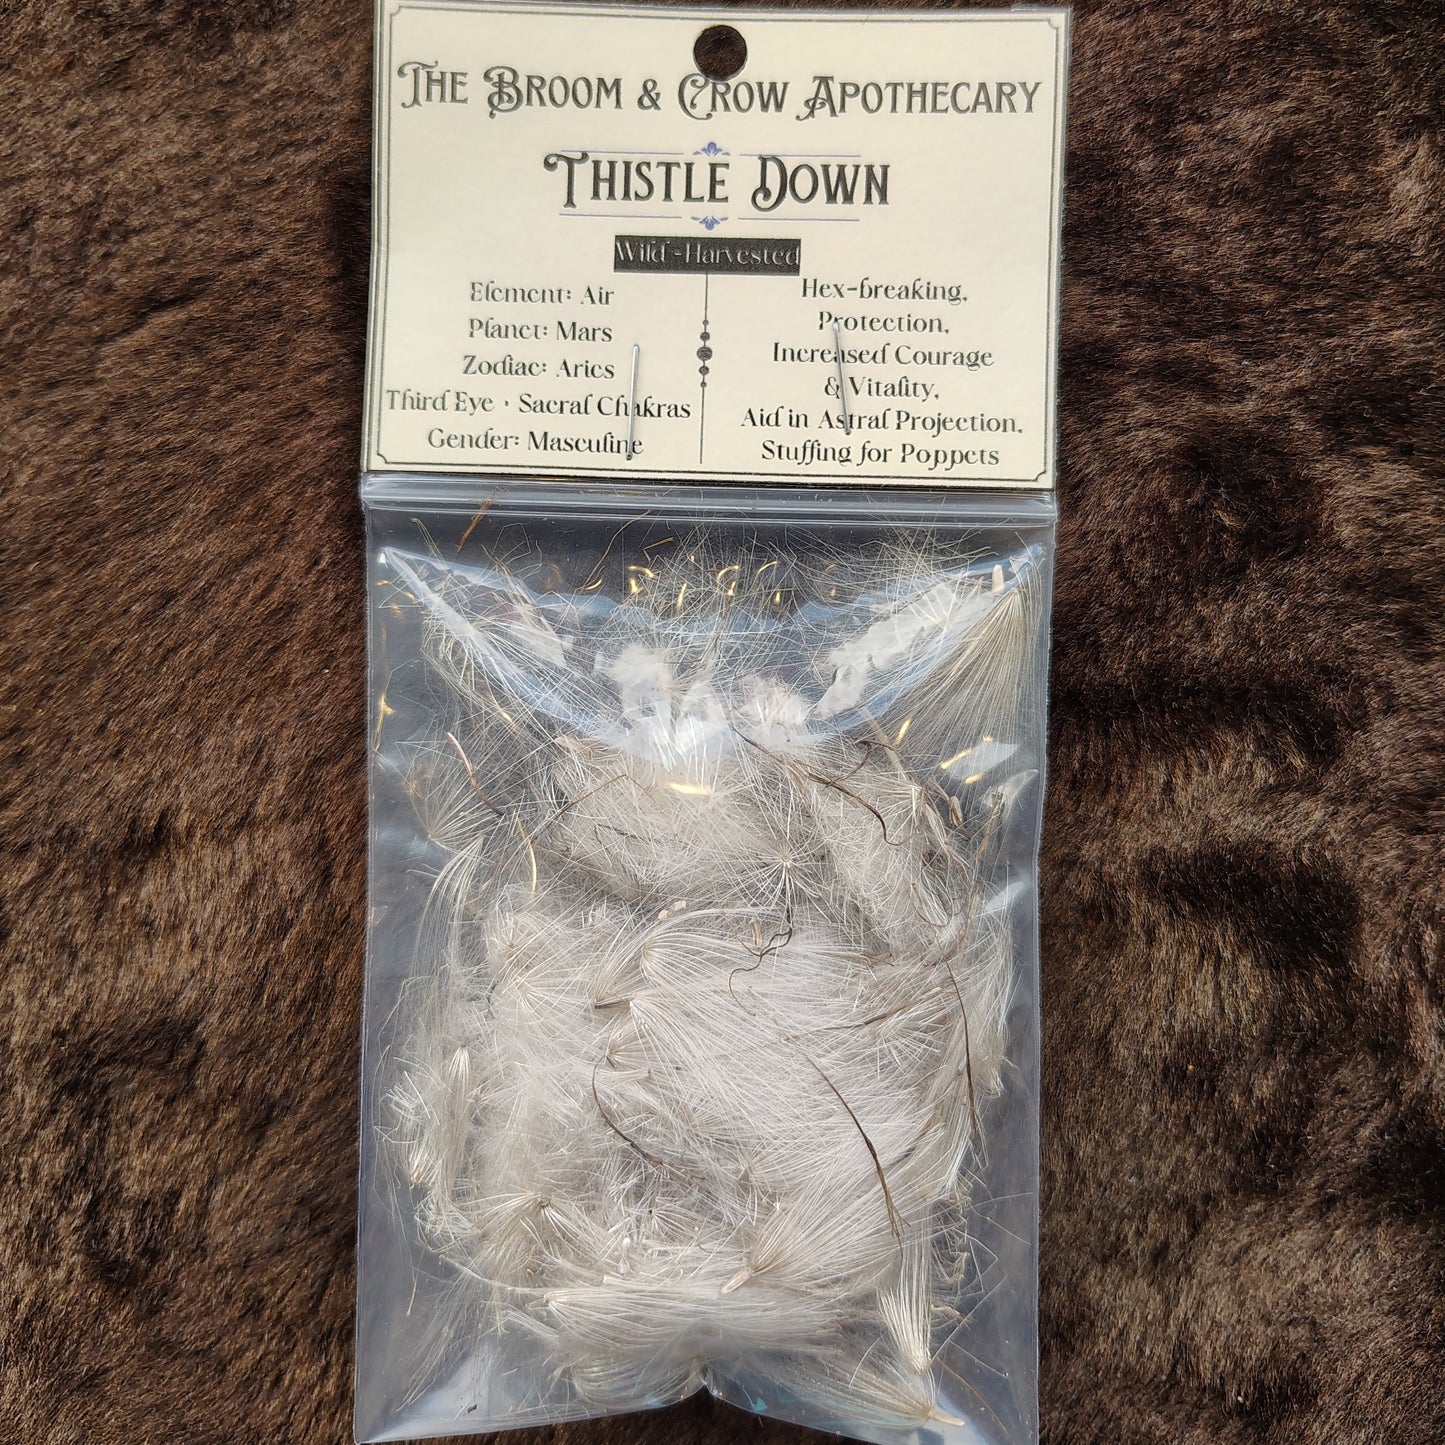 The Broom & Crow Apothecary
Thistle Down
Wild-Harvested
Element: Air
Planet: Mars
Zodiac: Aries
Third Eye · Sacral Chakras
Gender: Masculine
Hex-breaking,
Protection,
Increased Courage
& Vitality,
Aid in Astral Projection,
Stuffing for Poppets